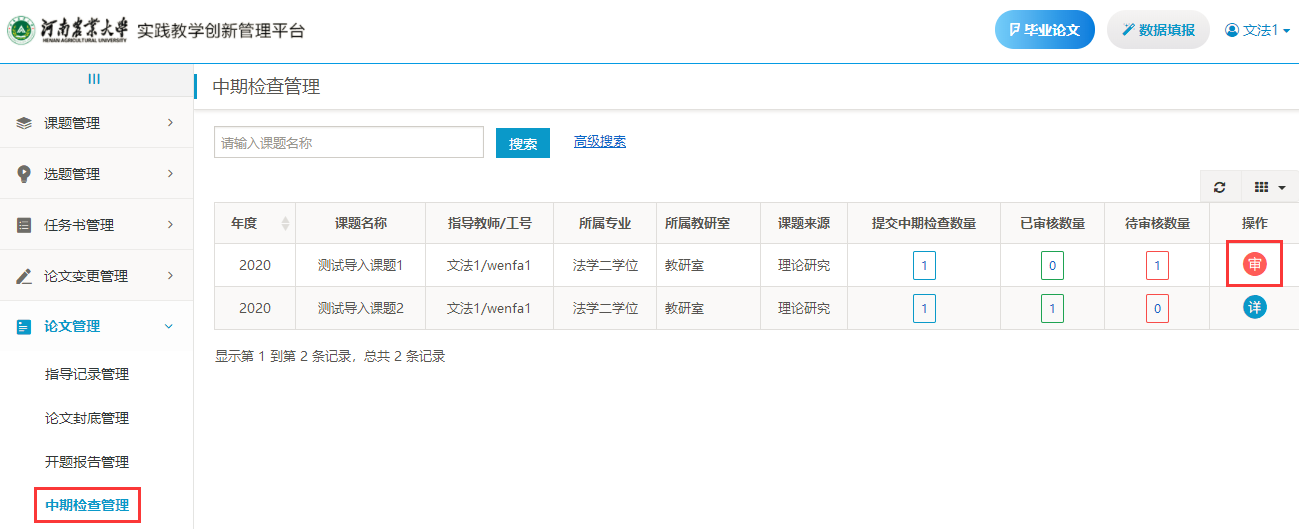 河南农业大学 实践教学创新管理平台
HENAN AGRICULTURAL UNIVERSITY
毕业论文
数据填报
文法1
中期检查管理
课题管理
选题管理
任务书管理
论文变更管理
论文管理
指导记录管理
论文封底管理
开题报告管理
中期检查管理
请输入课题名称
搜索
高级搜索
年度 课题名称 指导教师/工号 所属专业 所属教研室 课题来源 提交中期检查数量 已审核数量 待审核数量 操作
2020 测试导入课题1 文法1/wenfa1 法学二学位 教研室 理论研究 1 0 1 审
2020 测试导入课题2 文法1/wenfa1 法学二学位 教研室 理论研究 1 1 0 详
显示第 1 到第 2 条记录，总共 2 条记录